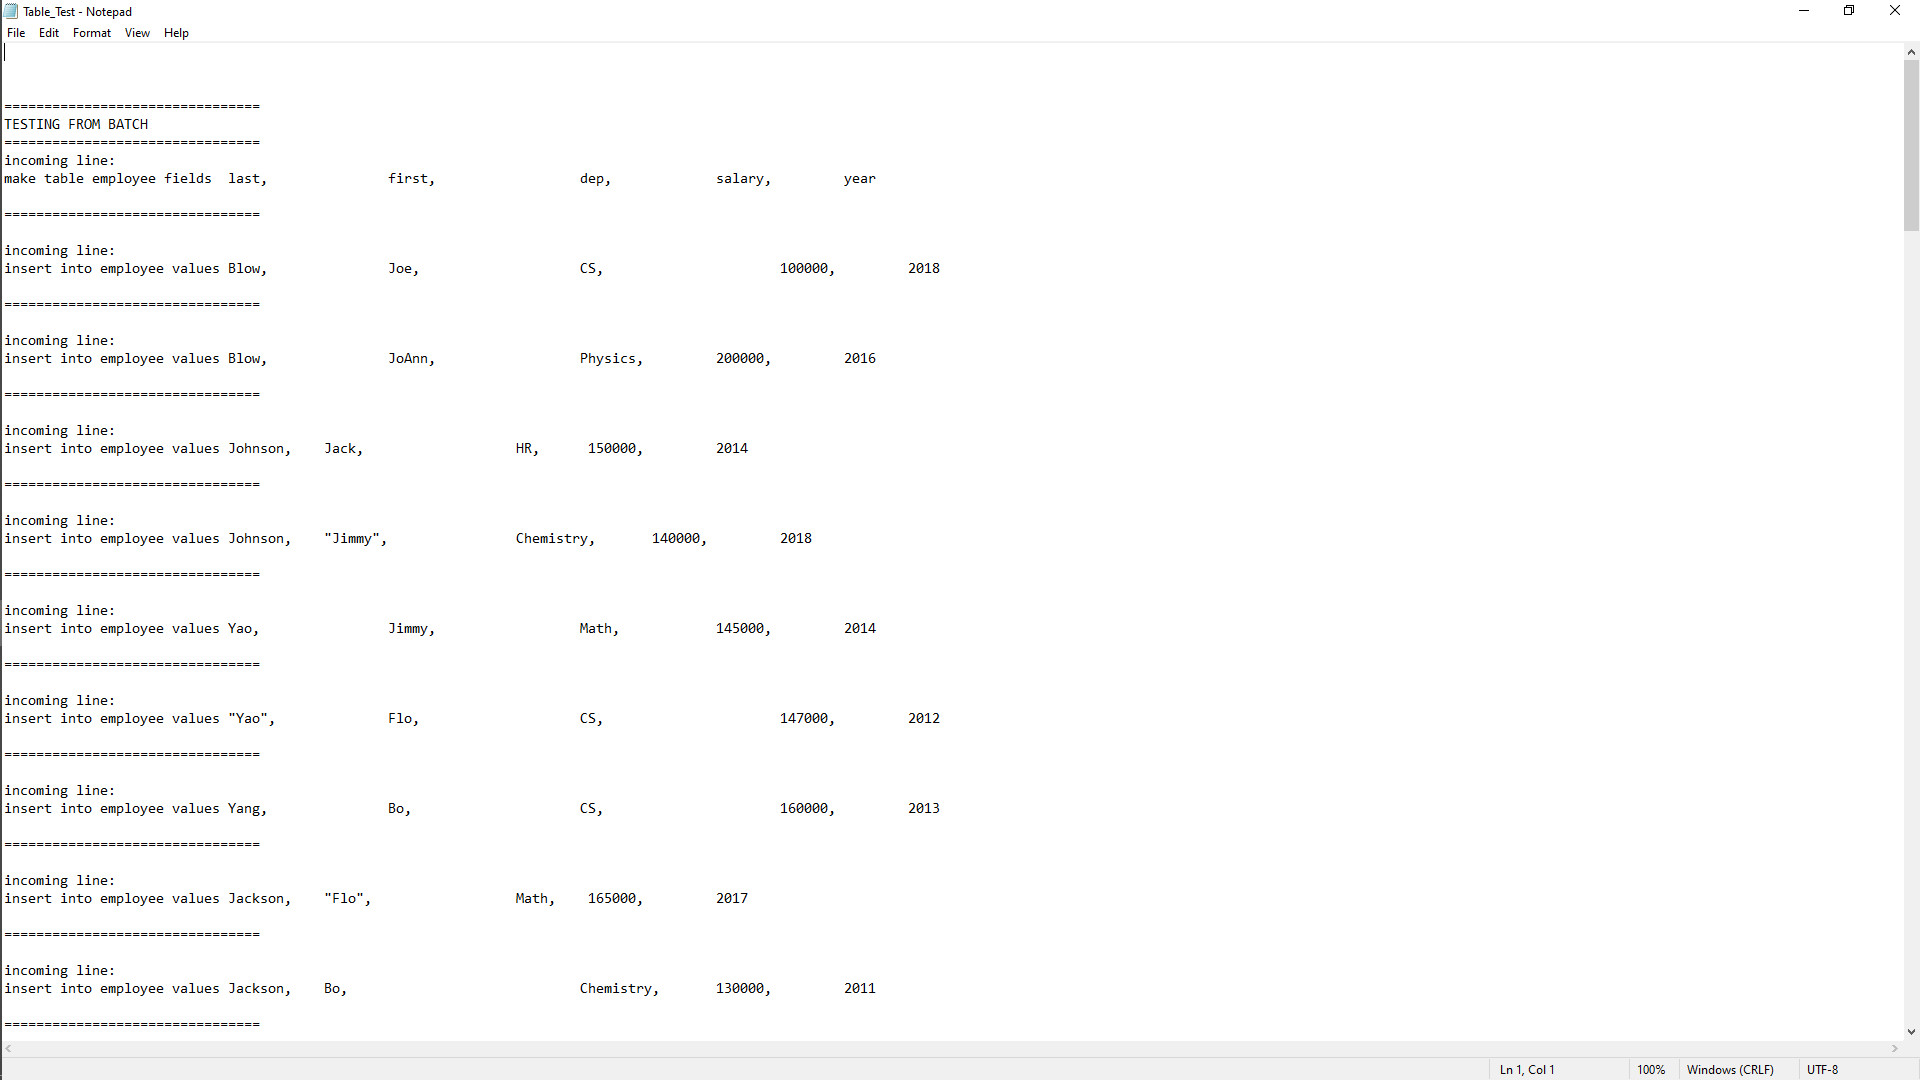 Table_Test - Notepad
File Edit Format View Help
================================
TESTING FROM BATCH
================================
incoming line:
make table employee fields last, first, dep, salary, year
================================
incoming line:
insert into employee values Blow, Joe, CS, 100000, 2018
================================
incoming line:
insert into employee values Blow, JoAnn, Physics, 200000, 2016
================================
incoming line:
insert into employee values Johnson, Jack, HR, 150000, 2014
================================
incoming line:
insert into employee values Johnson, "Jimmy", Chemistry, 140000, 2018
================================
incoming line:
insert into employee values Yao, Jimmy, Math, 145000, 2014
================================
incoming line:
insert into employee values "Yao", Flo, CS, 147000, 2012
================================
incoming line:
insert into employee values Yang, Bo, CS, 160000, 2013
================================
incoming line:
insert into employee values Jackson, "Flo", Math, 165000, 2017
================================
incoming line:
insert into employee values Jackson, Bo, Chemistry, 130000, 2011
================================
Ln 1, Col 1 100% Windows (CRLF) UTF-8